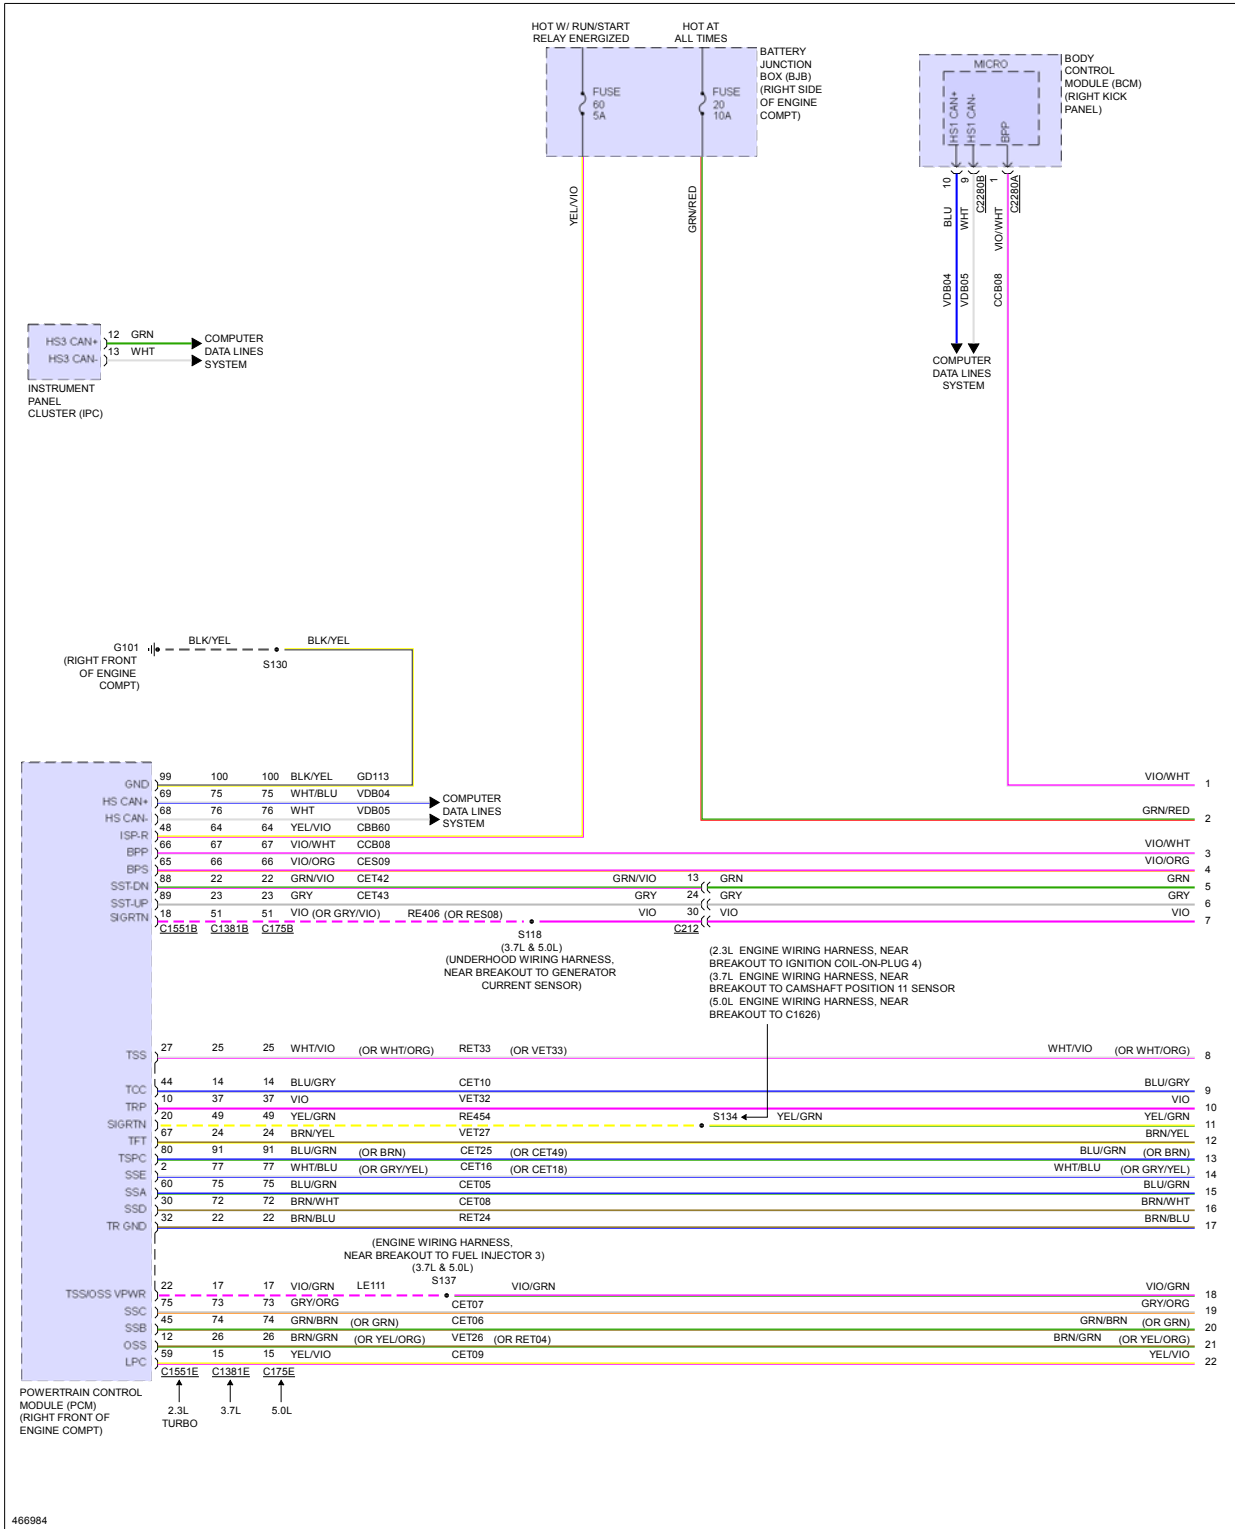 HOT W/ RUN/START
RELAY ENERGIZED
HOT AT
ALL TIMES
BATTERY
JUNCTION
BOX (BJB)
(RIGHT SIDE
OF ENGINE
COMPT)
FUSE
60
5A
FUSE
20
10A
BODY
CONTROL
MODULE (BCM)
(RIGHT KICK
PANEL)
MICRO
HS1 CAN+
HS1 CAN-
BPP
10
9
C2280B
1
C2280A
BLU
WHT
VIO/WHT
VDB04
VDB05
CCB08
COMPUTER
DATA LINES
SYSTEM
YEL/VIO
GRN/RED
HS3 CAN+ 12 GRN
HS3 CAN- 13 WHT
COMPUTER
DATA LINES
SYSTEM
INSTRUMENT
PANEL
CLUSTER (IPC)
G101
(RIGHT FRONT
OF ENGINE
COMPT)
BLK/YEL
S130
BLK/YEL
GND 99 100 100 BLK/YEL GD113 VIO/WHT 1
HS CAN+ 69 75 75 WHT/BLU VDB04
HS CAN- 68 76 76 WHT VDB05 GRN/RED 2
COMPUTER
DATA LINES
SYSTEM
ISP-R 48 64 64 YEL/VIO CBB60
BPP 66 67 67 VIO/WHT CCB08 VIO/WHT 3
BPS 65 66 66 VIO/ORG CES09 VIO/ORG 4
SST-DN 88 22 22 GRN/VIO CET42 GRN/VIO 13 GRN GRN 5
SST-UP 89 23 23 GRY CET43 GRY 24 GRY GRY 6
SIGRTN 18 51 51 VIO (OR GRY/VIO) RE406 (OR RES08) VIO 30 VIO VIO 7
C1551B C1381B C175B
S118
(3.7L & 5.0L)
(UNDERHOOD WIRING HARNESS,
NEAR BREAKOUT TO GENERATOR
CURRENT SENSOR)
C212
(2.3L ENGINE WIRING HARNESS, NEAR
BREAKOUT TO IGNITION COIL-ON-PLUG 4)
(3.7L ENGINE WIRING HARNESS, NEAR
BREAKOUT TO CAMSHAFT POSITION 11 SENSOR
(5.0L ENGINE WIRING HARNESS, NEAR
BREAKOUT TO C1626)
TSS 27 25 25 WHT/VIO (OR WHT/ORG) RET33 (OR VET33) WHT/VIO (OR WHT/ORG) 8
TCC 44 14 14 BLU/GRY CET10 BLU/GRY 9
TRP 10 37 37 VIO VET32 VIO 10
SIGRTN 20 49 49 YEL/GRN RE454 S134 YEL/GRN YEL/GRN 11
TFT 67 24 24 BRN/YEL VET27 BRN/YEL 12
TSPC 80 91 91 BLU/GRN (OR BRN) CET25 (OR CET49) BLU/GRN (OR BRN) 13
SSE 2 77 77 WHT/BLU (OR GRY/YEL) CET16 (OR CET18) WHT/BLU (OR GRY/YEL) 14
SSA 60 75 75 BLU/GRN CET05 BLU/GRN 15
SSD 30 72 72 BRN/WHT CET08 BRN/WHT 16
TR GND 32 22 22 BRN/BLU RET24 BRN/BLU 17
(ENGINE WIRING HARNESS,
NEAR BREAKOUT TO FUEL INJECTOR 3)
(3.7L & 5.0L)
S137
TSS/OSS VPWR 22 17 17 VIO/GRN LE111 VIO/GRN VIO/GRN 18
SSC 75 73 73 GRY/ORG CET07 GRY/ORG 19
SSB 45 74 74 GRN/BRN (OR GRN) CET06 GRN/BRN (OR GRN) 20
OSS 12 26 26 BRN/GRN (OR YEL/ORG) VET26 (OR RET04) BRN/GRN (OR YEL/ORG) 21
LPC 59 15 15 YEL/VIO CET09 YEL/VIO 22
C1551E C1381E C175E
2.3L
TURBO
3.7L
5.0L
POWERTRAIN CONTROL
MODULE (PCM)
(RIGHT FRONT OF
ENGINE COMPT)
466984